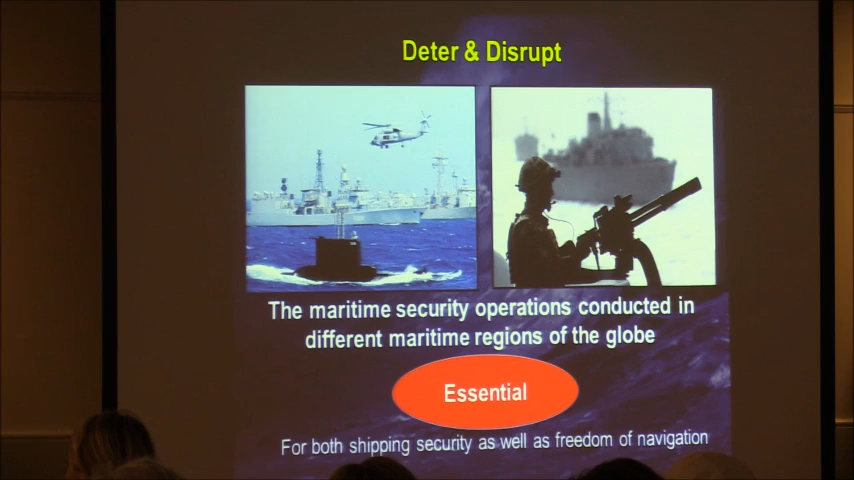 Deter & Disrupt
The maritime security operations conducted in
different maritime regions of the globe
Essential
For both shipping security as well as freedom of navigation